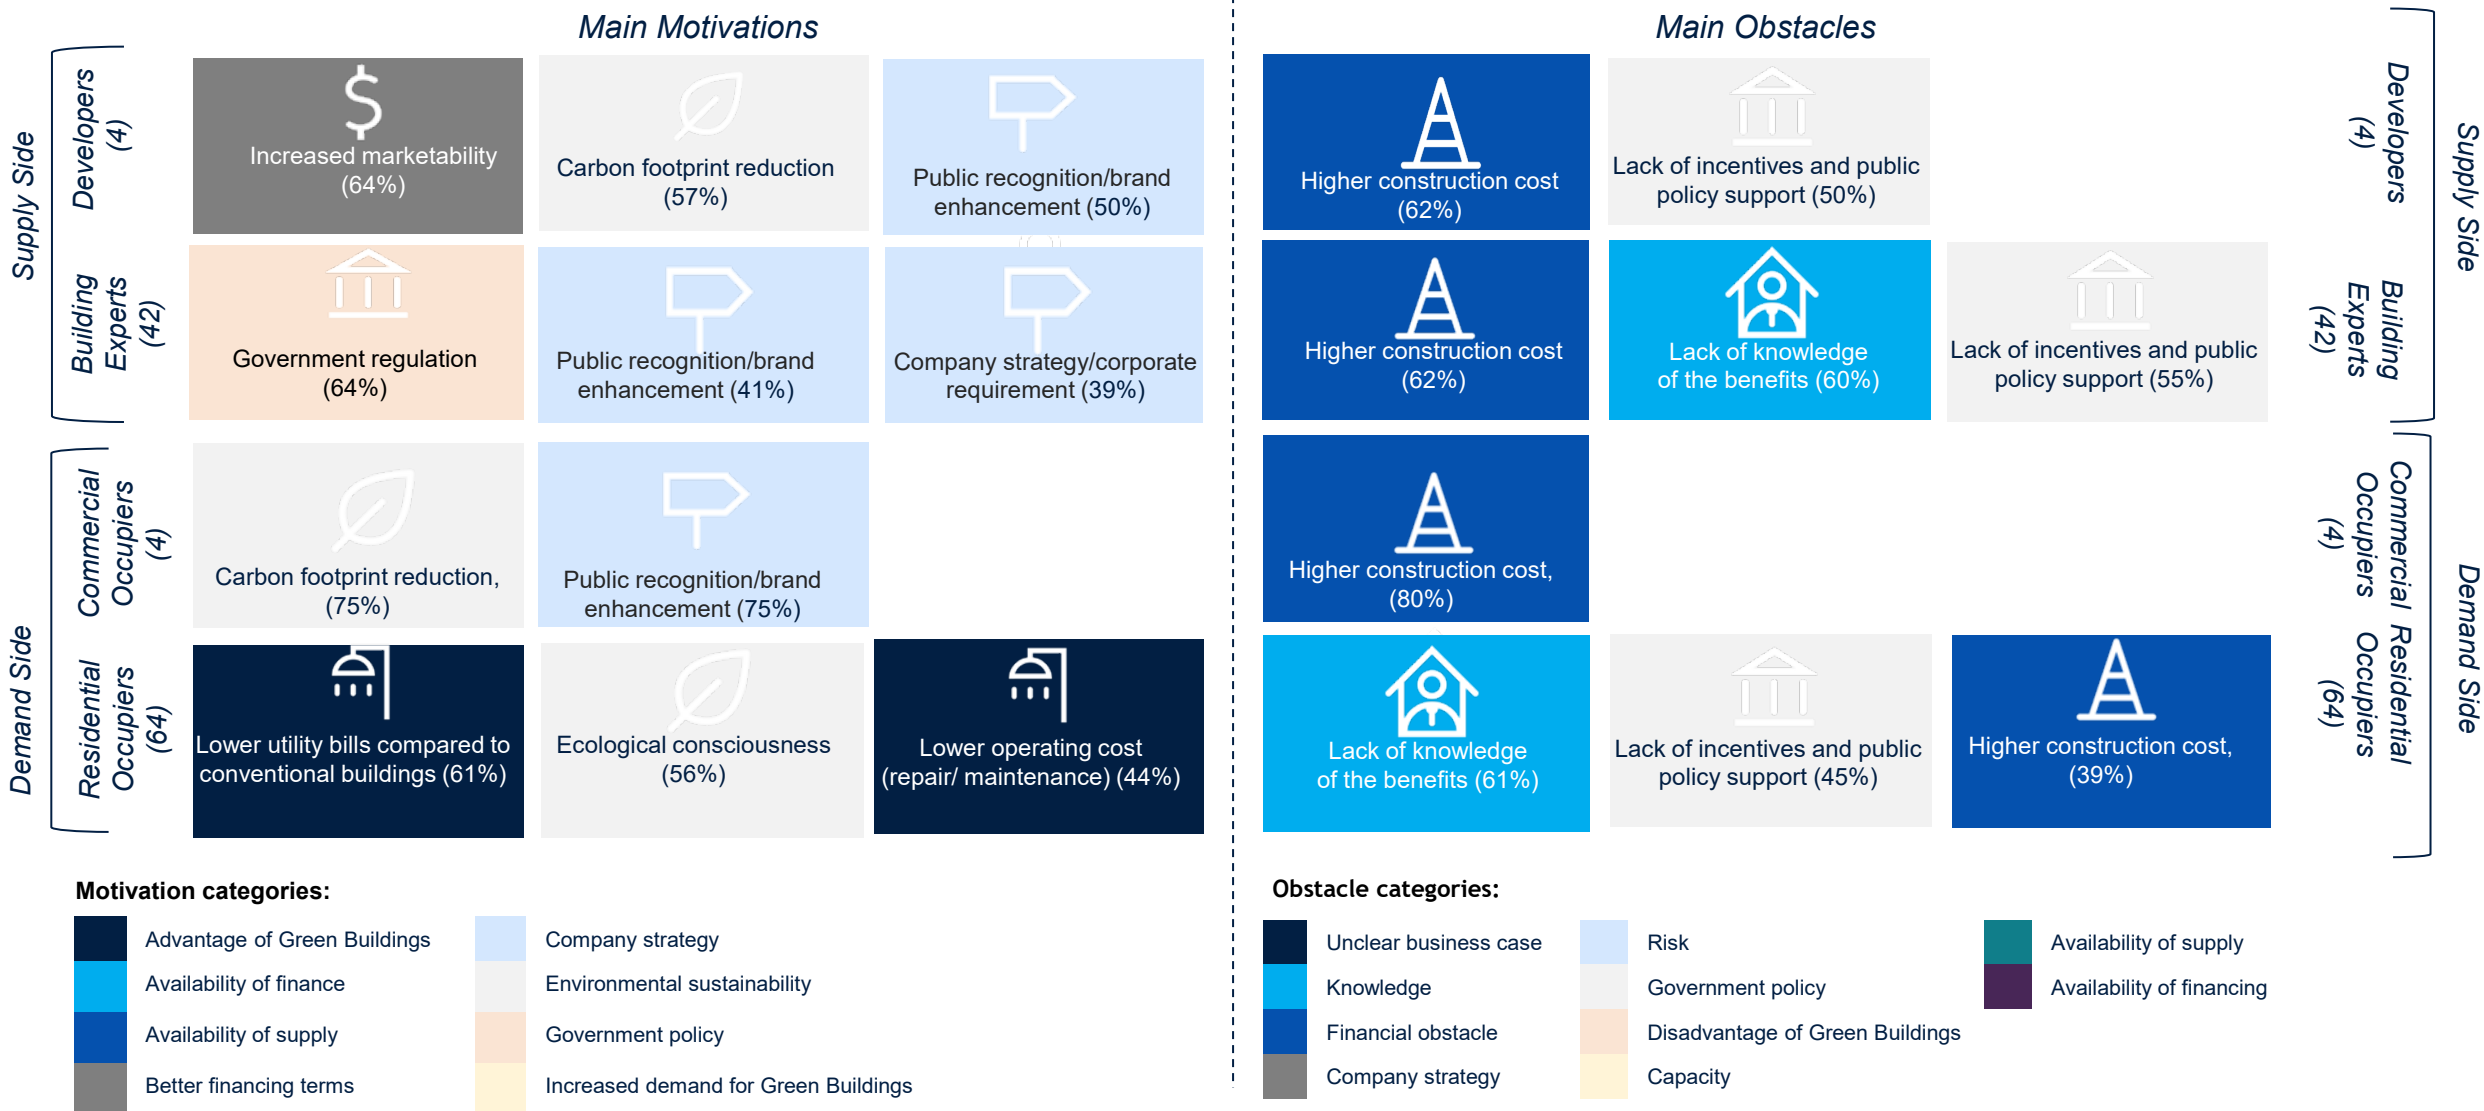 Main Motivations
Supply Side
Developers
(4)
Increased marketability
(64%)
Carbon footprint reduction
(57%)
Public recognition/brand
enhancement (50%)
Building
Experts
(42)
Government regulation
(64%)
Public recognition/brand
enhancement (41%)
Company strategy/corporate
requirement (39%)
Demand Side
Commercial
Occupiers
(4)
Carbon footprint reduction,
(75%)
Public recognition/brand
enhancement (75%)
Residential
Occupiers
(64)
Lower utility bills compared to
conventional buildings (61%)
Ecological consciousness
(56%)
Lower operating cost
(repair/ maintenance) (44%)
Motivation categories:
Advantage of Green Buildings
Availability of finance
Availability of supply
Better financing terms
Company strategy
Environmental sustainability
Government policy
Increased demand for Green Buildings
Main Obstacles
Higher construction cost
(62%)
Lack of incentives and public
policy support (50%)
Developers
(4)
Supply Side
Higher construction cost
(62%)
Lack of knowledge
of the benefits (60%)
Lack of incentives and public
policy support (55%)
Building
Experts
(42)
Higher construction cost,
(80%)
Commercial
Occupiers
(4)
Demand Side
Lack of knowledge
of the benefits (61%)
Lack of incentives and public
policy support (45%)
Higher construction cost,
(39%)
Residential
Occupiers
(64)
Obstacle categories:
Unclear business case
Knowledge
Financial obstacle
Company strategy
Risk
Government policy
Disadvantage of Green Buildings
Capacity
Availability of supply
Availability of financing